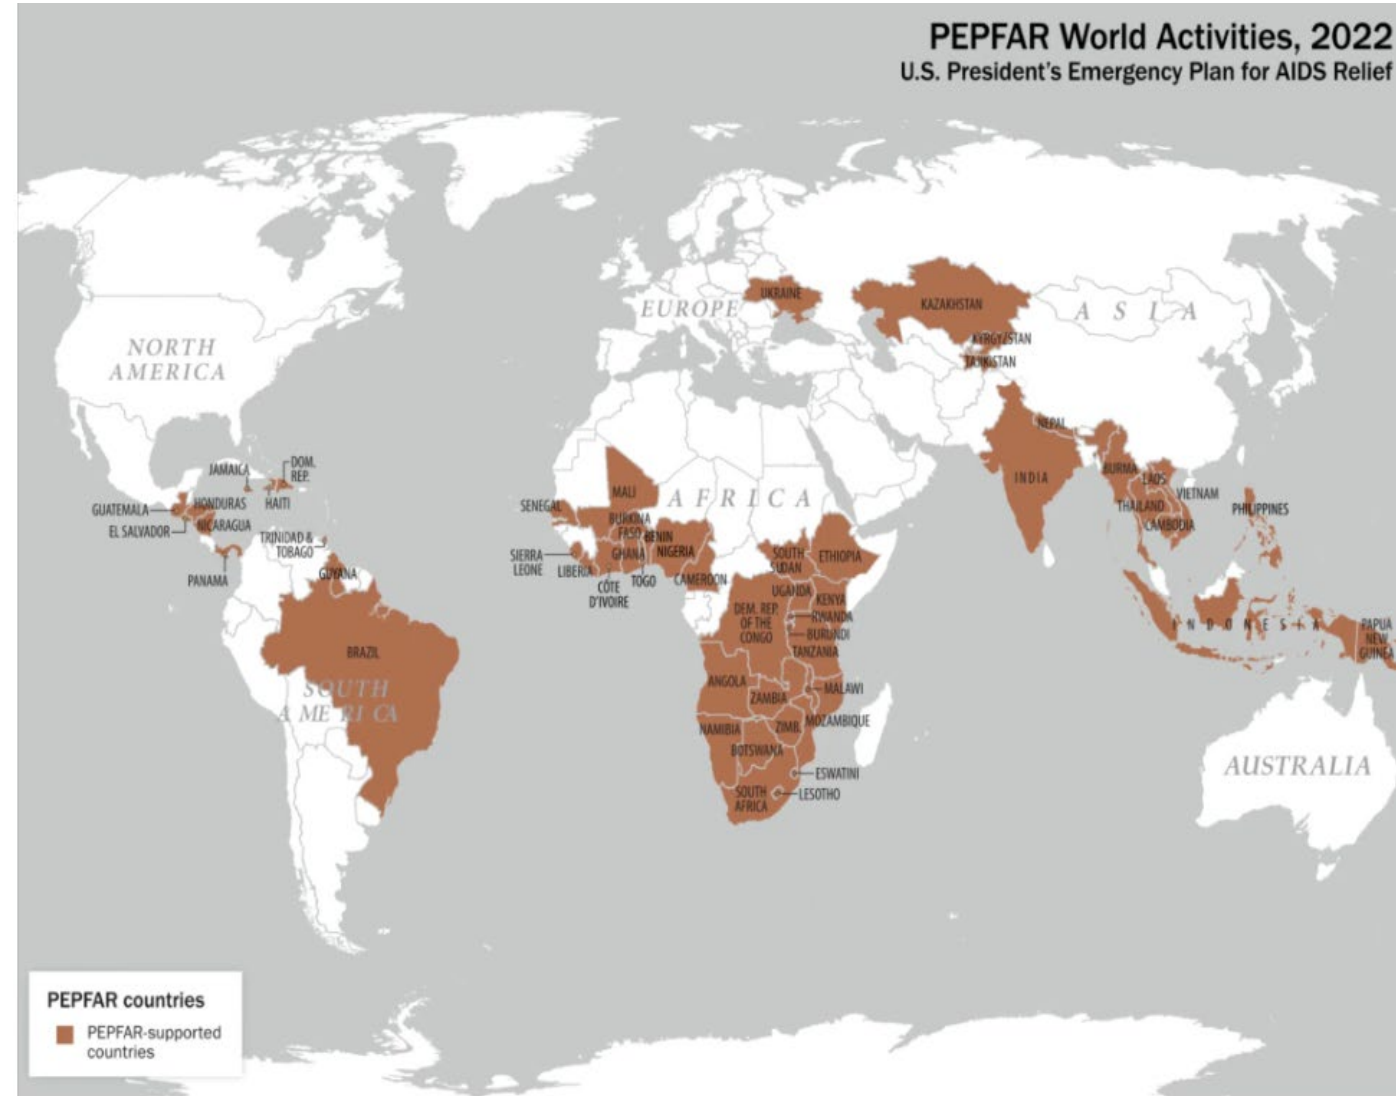 PEPFAR World Activities, 2022
U.S. President's Emergency Plan for AIDS Relief
NORTH
AMERICA
EUROPE
ASIA
AFRICA
SOUTH
AMERICA
AUSTRALIA
UKRAINE
KAZAKHSTAN
KYRGYZSTAN
TAJIKISTAN
NEPAL
INDIA
BURMA
LAOS
VIETNAM
THAILAND
CAMBODIA
PHILIPPINES
INDONESIA
PAPUA
NEW
GUINEA
JAMAICA
DOM.
REP.
HAITI
GUATEMALA
HONDURAS
EL SALVADOR
NICARAGUA
TRINIDAD &
TOBAGO
PANAMA
GUYANA
BRAZIL
SENEGAL
MALI
BURKINA
FASO
BENIN
NIGERIA
GHANA
SIERRA
LEONE
LIBERIA
CÔTE
D'IVOIRE
TOGO
CAMEROON
SOUTH
SUDAN
ETHIOPIA
UGANDA
KENYA
RWANDA
BURUNDI
DEM. REP.
OF THE
CONGO
TANZANIA
ANGOLA
ZAMBIA
MALAWI
MOZAMBIQUE
ZIMB.
NAMIBIA
BOTSWANA
ESWATINI
LESOTHO
SOUTH
AFRICA
PEPFAR countries
PEPFAR-supported
countries